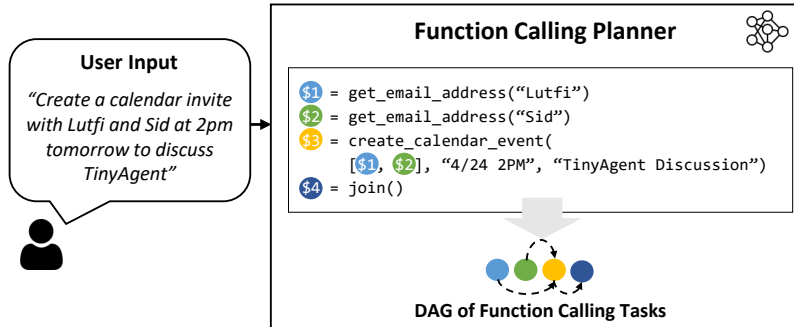 User Input
“Create a calendar invite
with Lutfi and Sid at 2pm
tomorrow to discuss
TinyAgent”
Function Calling Planner
$1 = get_email_address(“Lutfi”)
$2 = get_email_address(“Sid”)
$3 = create_calendar_event(
[$1, $2], “4/24 2PM”, “TinyAgent Discussion”)
$4 = join()
DAG of Function Calling Tasks